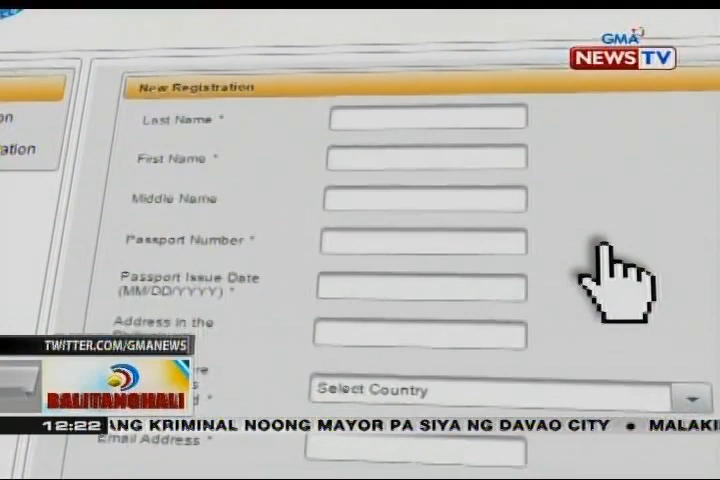 GMA
NEWS TV
New Registration
Last Name *
First Name *
Middle Name
Passport Number *
Passport Issue Date
(MM/DD/YYYY) *
Address in the
Select Country
Email Address *
on
ation
TWITTER.COM/GMANEWS
BALITANGHALI
12:22
ANG KRIMINAL NOONG MAYOR PA SIYA NG DAVAO CITY • MALAKI